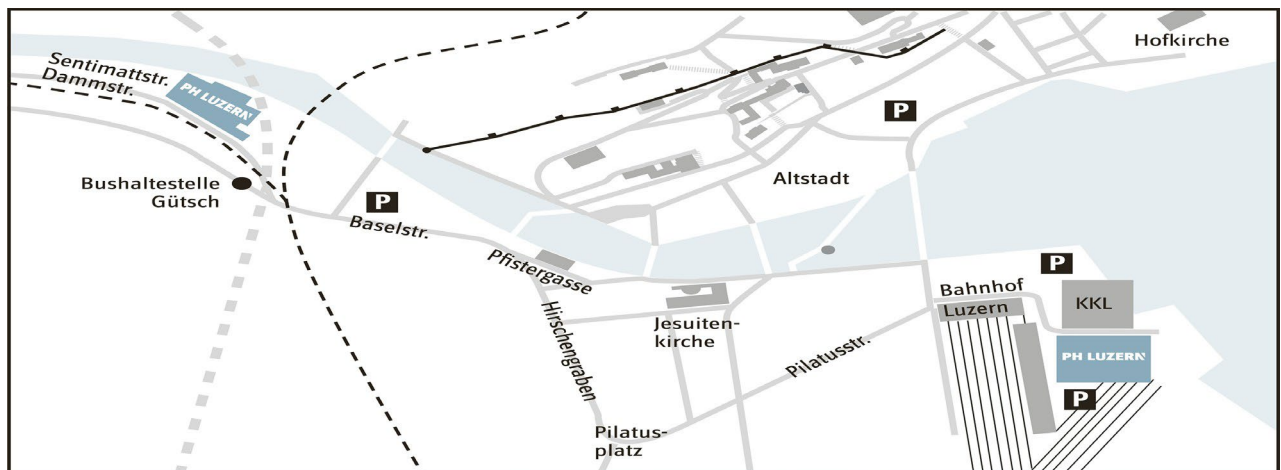 Hofkirche
Sentimattstr.
Dammstr.
PH LUZERN
P
Bushaltestelle
Gütsch
Altstadt
P
Baselstr.
Pfistergasse
P
Bahnhof
Luzern
KKL
Hirschengraben
Jesuiten-
kirche
Pilatusstr.
PH LUZERN
P
Pilatus-
platz